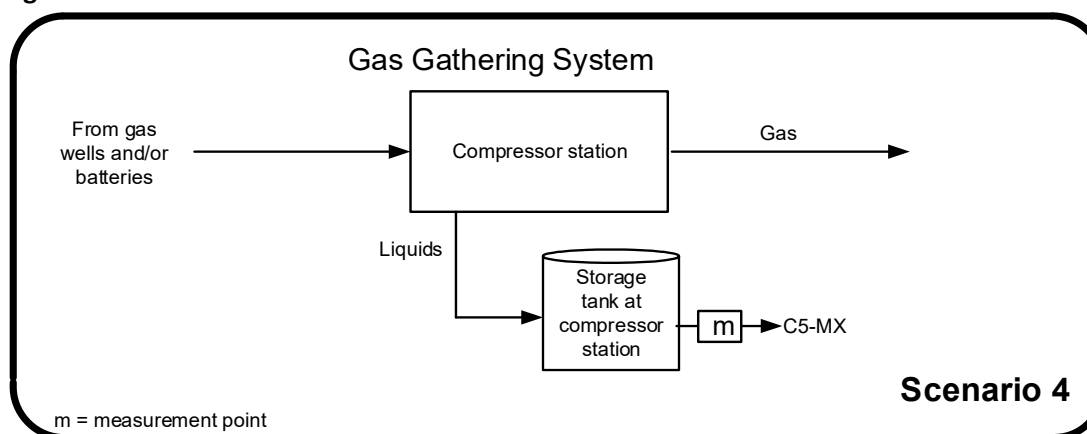 Gas Gathering System
From gas
wells and/or
batteries
Compressor station
Gas
Liquids
Storage
tank at
compressor
station
m
C5-MX
Scenario 4
m = measurement point